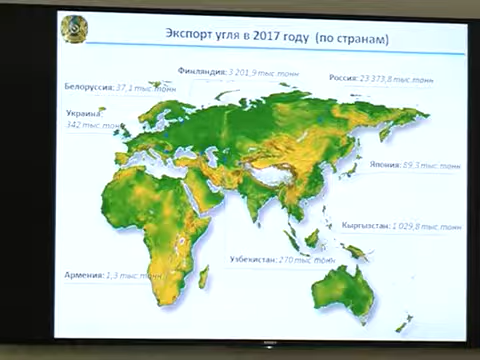 Экспорт угля в 2017 году (по странам)
Финляндия: 3 201,9 тыс.тонн
Россия: 23 373,8 тыс.тонн
Белоруссия: 37,1 тыс.тонн
Украина:
342 тыс.тонн
Япония: 89,3 тыс.тонн
Кыргызстан: 1 029,8 тыс.тонн
Узбекистан: 270 тыс.тонн
Армения: 1,3 тыс.тонн